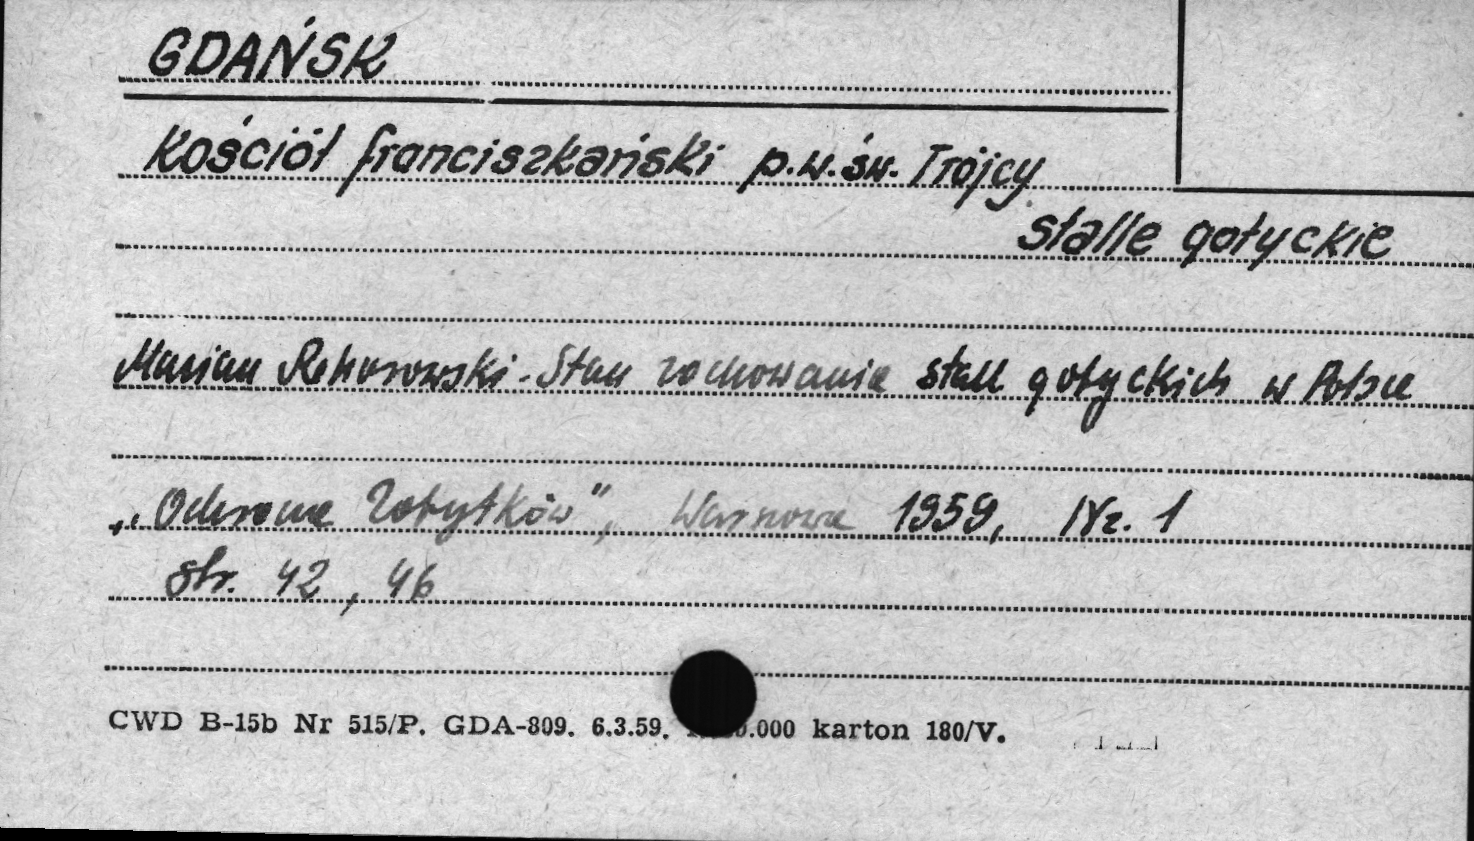 GDAŃSK
Kościół franciszkański p.w. św. Trójcy
stalle gotyckie
Marian Rehorowski - Stan zachowania stall gotyckich w Polsce
„Ochrona Zabytków", Warszawa 1959, Nr. 1
str. 42, 46
CWD B-15b Nr 515/P. GDA-809. 6.3.59. .000 karton 180/V.